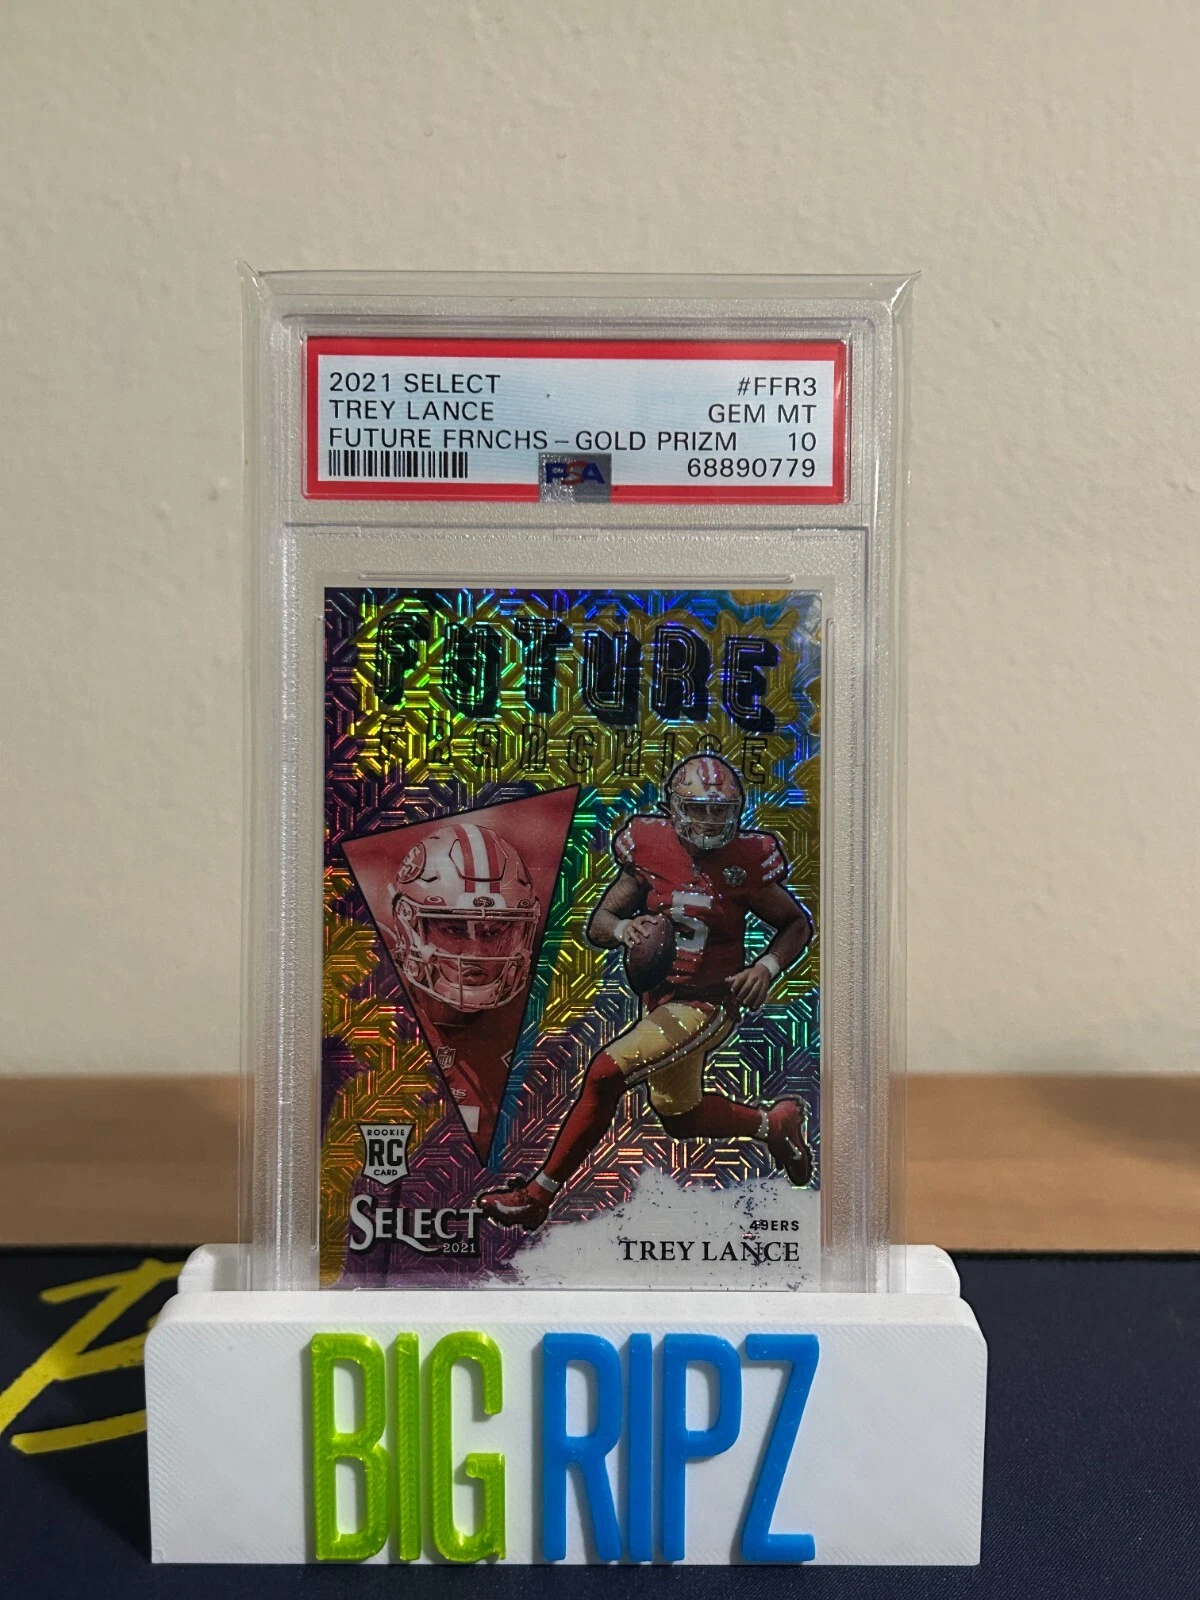 2021 SELECT #FFR3
TREY LANCE GEM MT
FUTURE FRNCHS - GOLD PRIZM 10
PSA 68890779
FUTURE
FRANCHISE
5
ROOKIE
RC
CARD
SELECT
2021
49ERS
TREY LANCE
BIG RIPZ